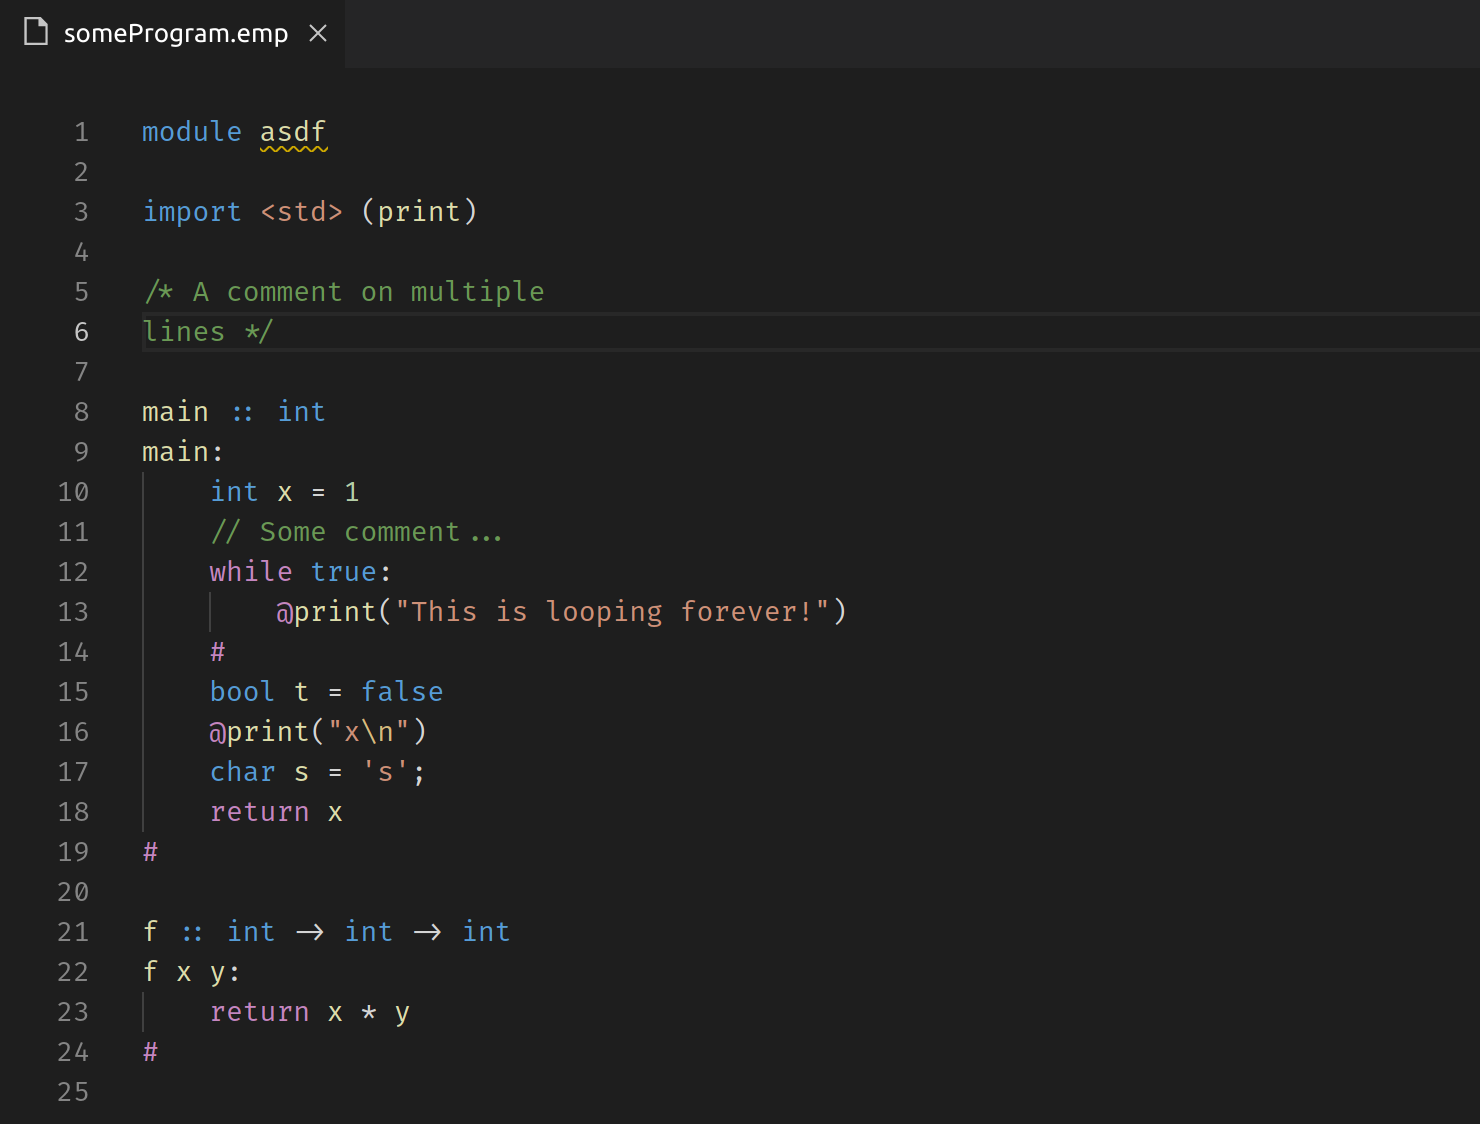 someProgram.emp
1 module asdf
2
3 import <std> (print)
4
5 /* A comment on multiple
6 lines */
7
8 main :: int
9 main:
10     int x = 1
11     // Some comment...
12     while true:
13         @print("This is looping forever!")
14     #
15     bool t = false
16     @print("x\n")
17     char s = 's';
18     return x
19 #
20
21 f :: int -> int -> int
22 f x y:
23     return x * y
24 #
25